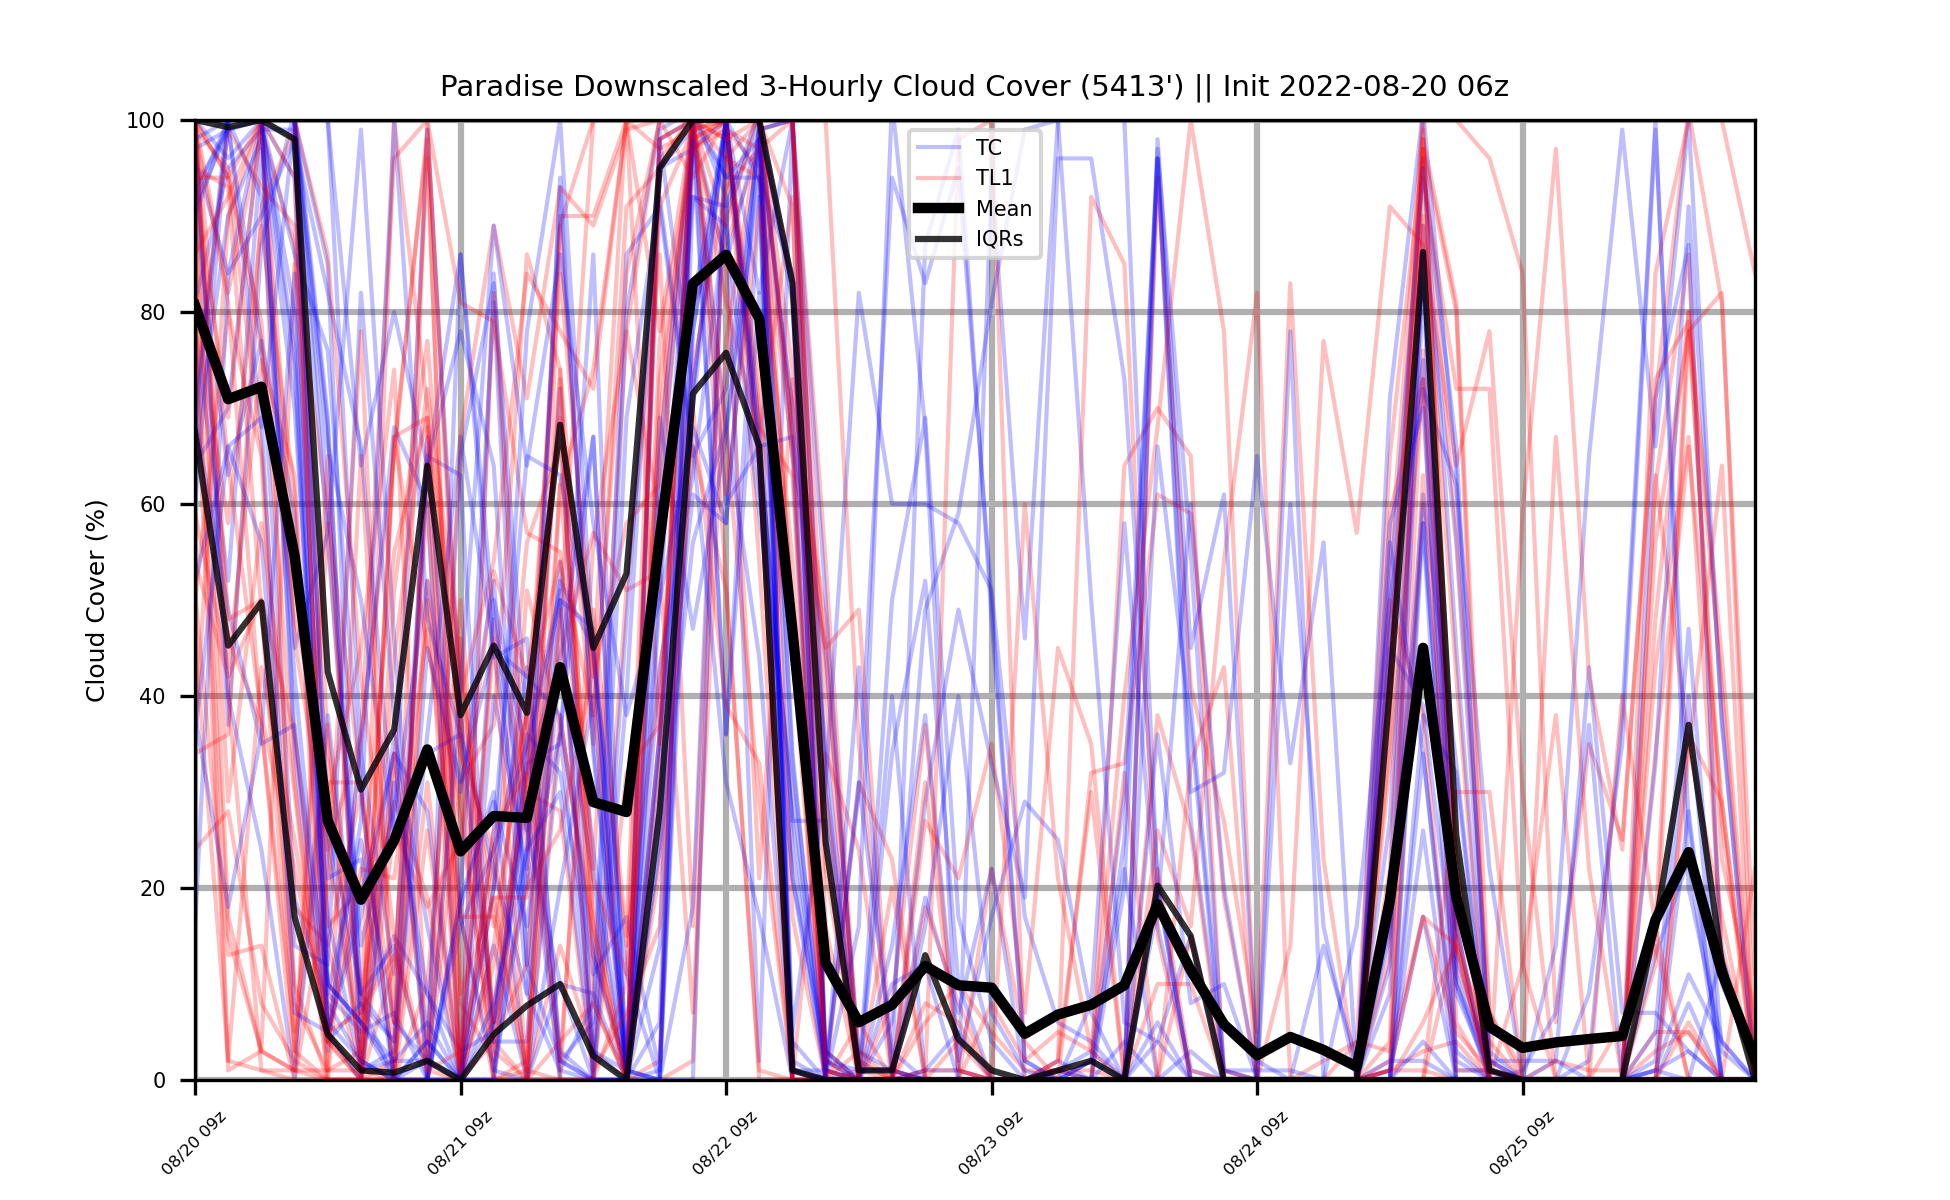 Paradise Downscaled 3-Hourly Cloud Cover (5413') || Init 2022-08-20 06z
100
80
60
40
20
0
Cloud Cover (%)
TC
TL1
Mean
IQRs
08/20 09z
08/21 09z
08/22 09z
08/23 09z
08/24 09z
08/25 09z